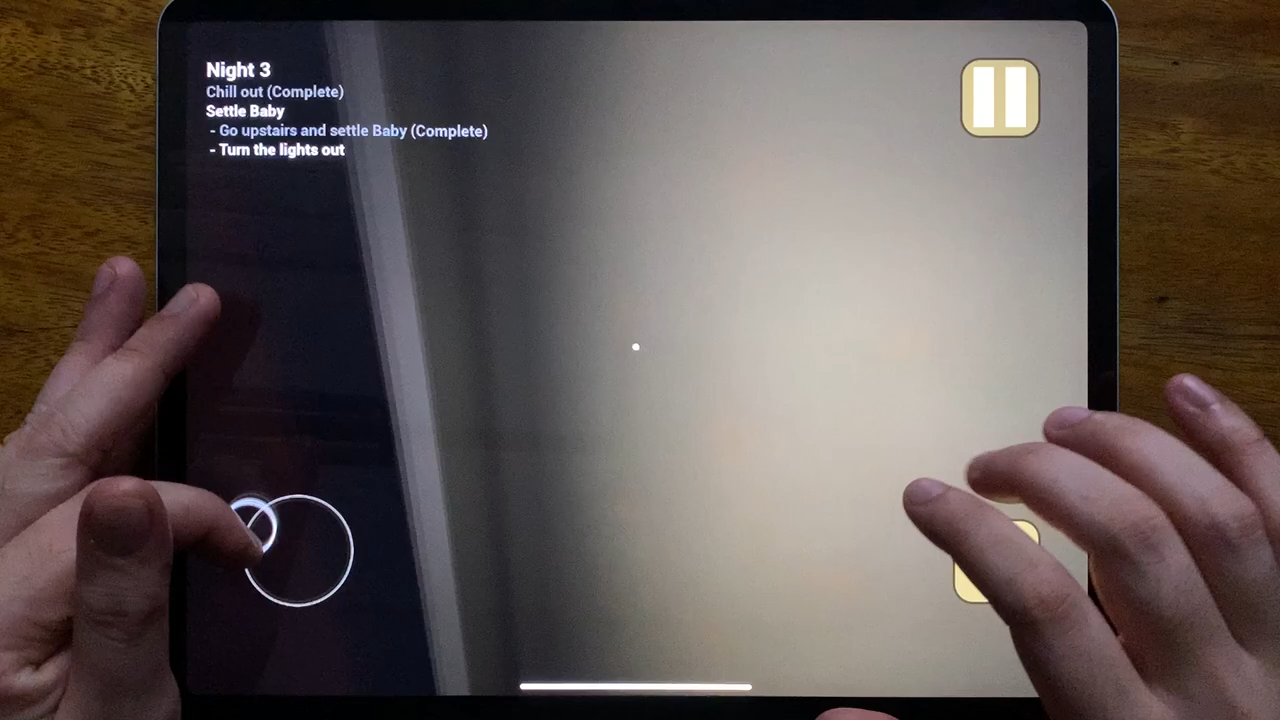 Night 3
Chill out (Complete)
Settle Baby
- Go upstairs and settle Baby (Complete)
- Turn the lights out